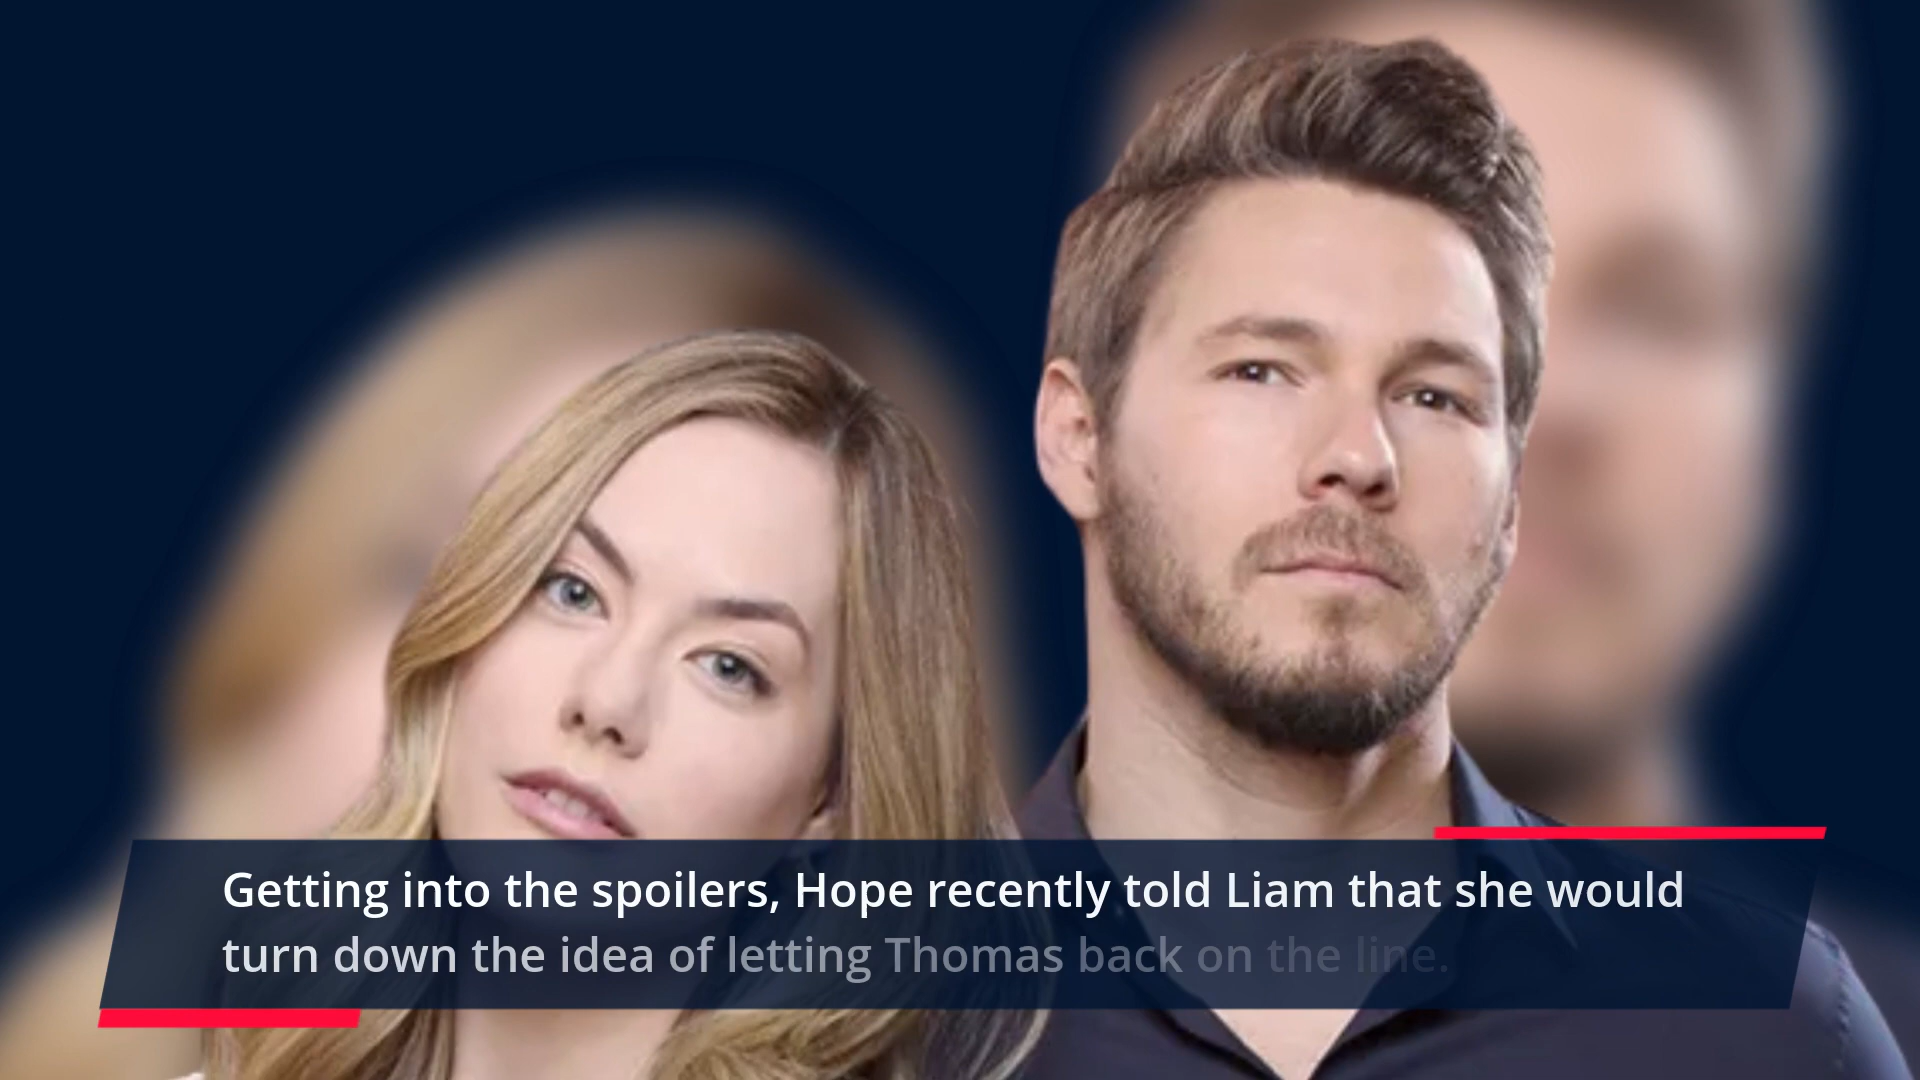 Getting into the spoilers, Hope recently told Liam that she would
turn down the idea of letting Thomas back on the line.